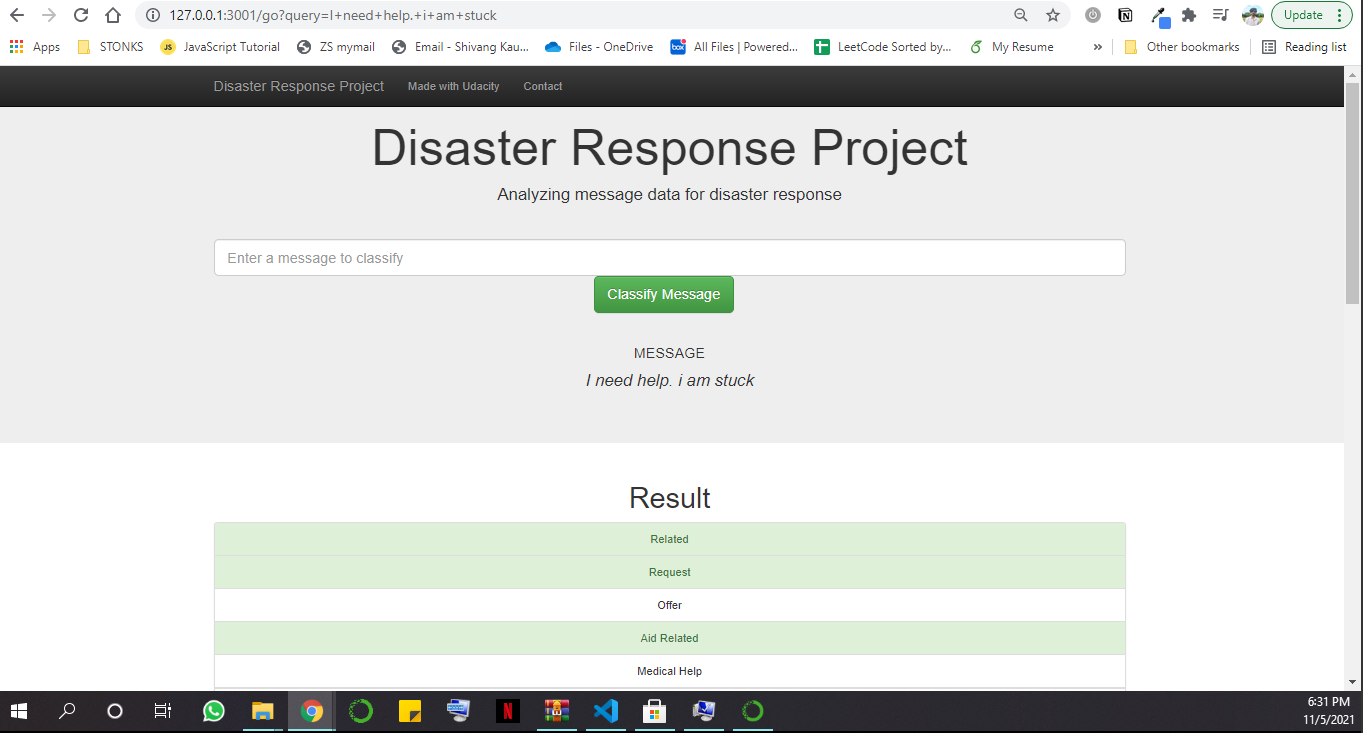 127.0.0.1:3001/go?query=I+need+help.+i+am+stuck
Update
Apps
STONKS
JS
JavaScript Tutorial
ZS mymail
Email - Shivang Kau...
Files - OneDrive
box
All Files | Powered...
LeetCode Sorted by...
My Resume
»
Other bookmarks
Reading list
Disaster Response Project
Made with Udacity
Contact
Disaster Response Project
Analyzing message data for disaster response
Enter a message to classify
Classify Message
MESSAGE
I need help. i am stuck
Result
Related
Request
Offer
Aid Related
Medical Help
N
6:31 PM
11/5/2021